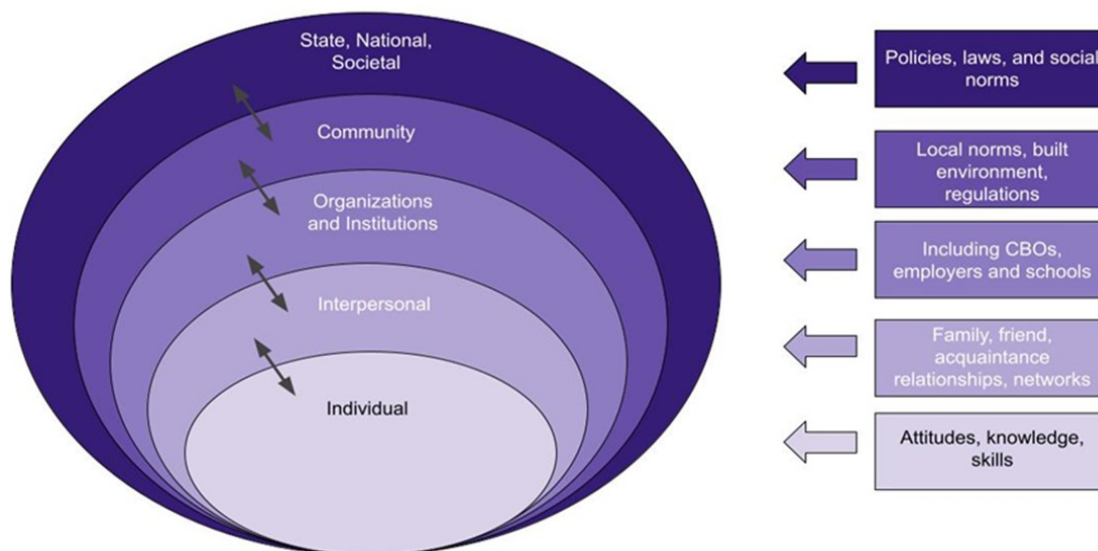 State, National,
Societal
Community
Organizations
and Institutions
Interpersonal
Individual
Policies, laws, and social
norms
Local norms, built
environment,
regulations
Including CBOs,
employers and schools
Family, friend,
acquaintance
relationships, networks
Attitudes, knowledge,
skills